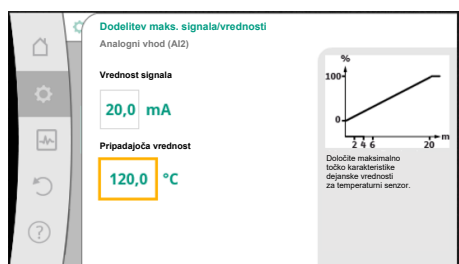 Dodelitev maks. signala/vrednosti
Analogni vhod (AI2)
Vrednost signala
20,0 mA
Pripadajoča vrednost
120,0 °C
%
100
0
2 4 6 20
m
Določite maksimalno
točko karakteristike
dejanske vrednosti
za temperaturni senzor.
?